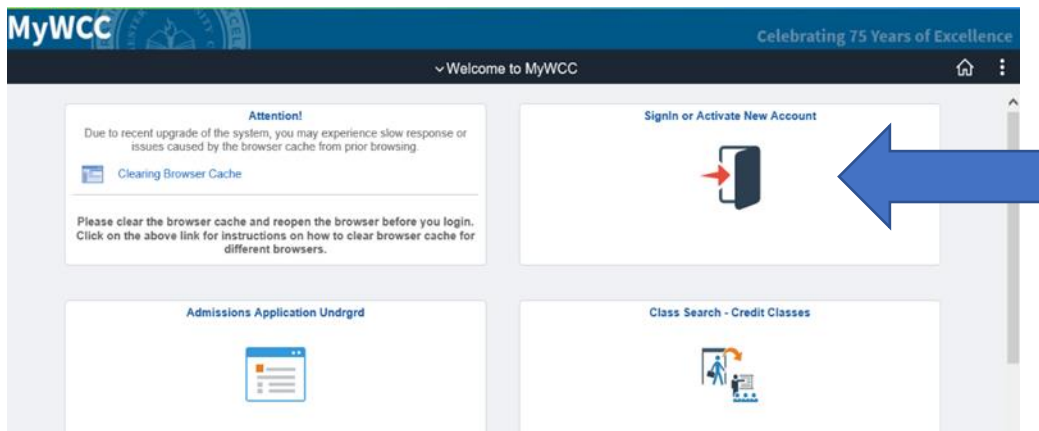 MyWCC
Celebrating 75 Years of Excellence
Welcome to MyWCC
Attention!
Due to recent upgrade of the system, you may experience slow response or
issues caused by the browser cache from prior browsing.
Clearing Browser Cache
Please clear the browser cache and reopen the browser before you login.
Click on the above link for instructions on how to clear browser cache for
different browsers.
SignIn or Activate New Account
Admissions Application Undrgrd
Class Search - Credit Classes